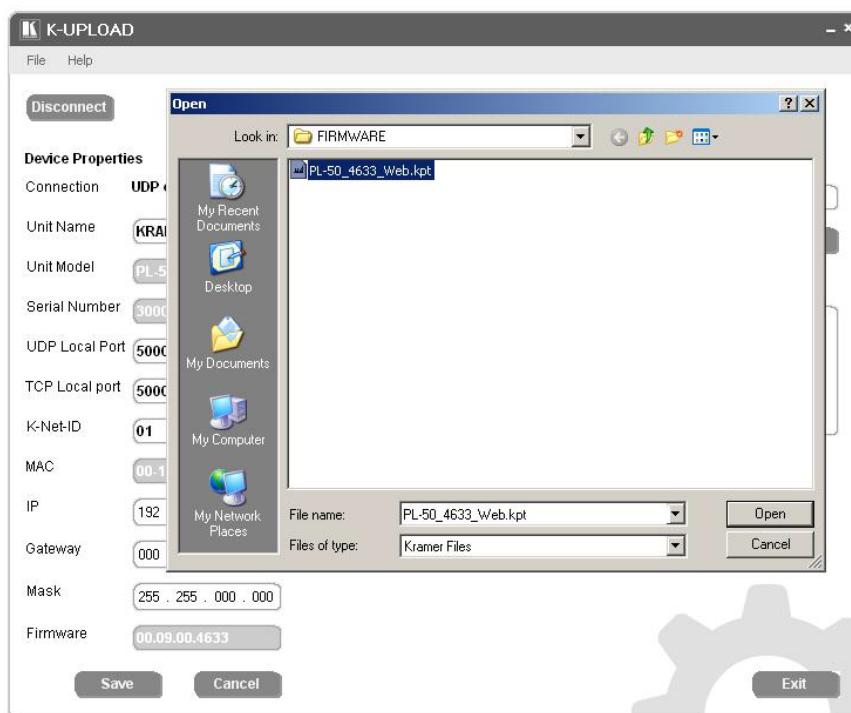 K-UPLOAD
File Help
Disconnect
Open
Look in: FIRMWARE
PL-50_4633_Web.kpt
My Recent
Documents
Desktop
My Documents
My Computer
My Network
Places
File name: PL-50_4633_Web.kpt Open
Files of type: Kramer Files Cancel
Device Properties
Connection UDP
Unit Name
Unit Model
Serial Number
UDP Local Port
TCP Local port
K-Net-ID 01
MAC
IP 192
Gateway 000
Mask 255 . 255 . 000 . 000
Firmware 00.09.00.4633
Save Cancel Exit